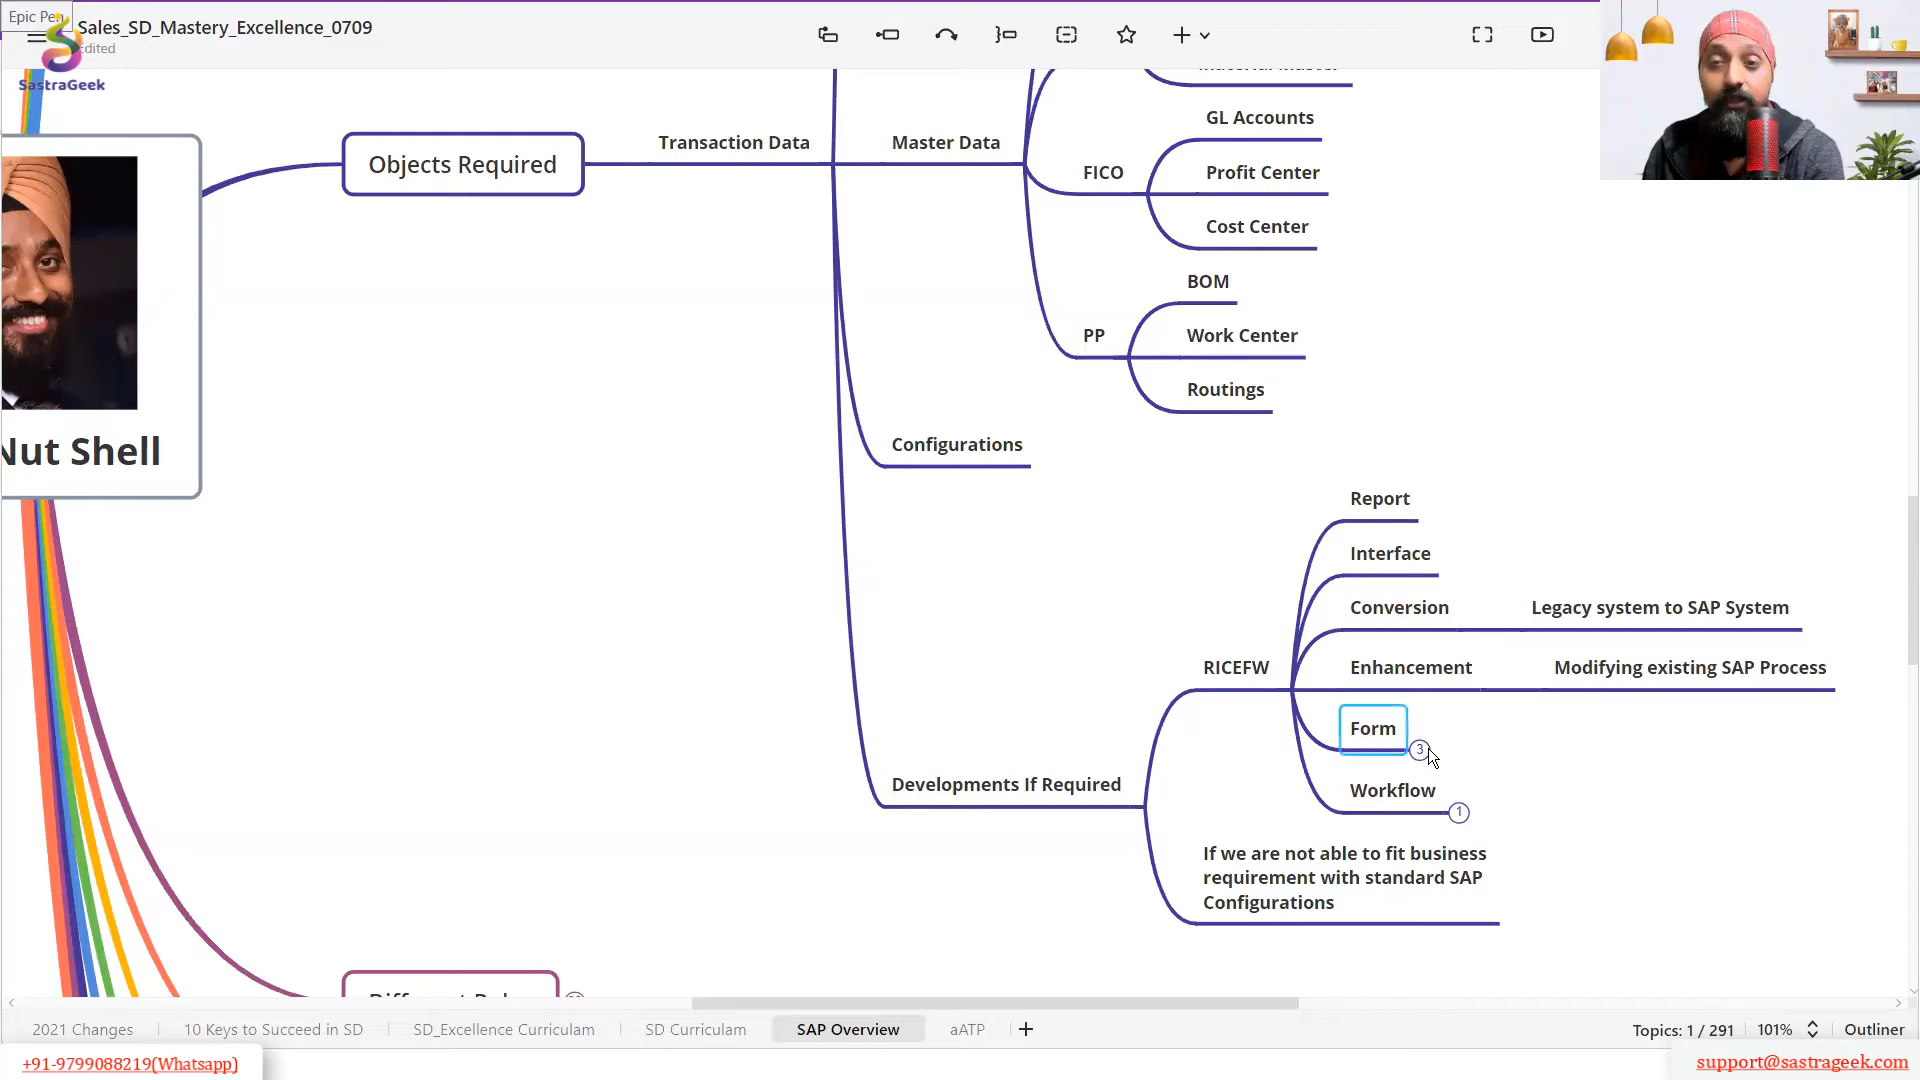 Epic Pen
Sales_SD_Mastery_Excellence_0709
Edited
SastraGeek
Nut Shell
Objects Required
Transaction Data
Master Data
GL Accounts
FICO
Profit Center
Cost Center
BOM
PP
Work Center
Routings
Configurations
Report
Interface
Conversion
Legacy system to SAP System
RICEFW
Enhancement
Modifying existing SAP Process
Form
3
Workflow
1
Developments If Required
If we are not able to fit business
requirement with standard SAP
Configurations
2021 Changes
10 Keys to Succeed in SD
SD_Excellence Curriculam
SD Curriculam
SAP Overview
aATP
Topics: 1 / 291
101%
Outliner
+91-9799088219(Whatsapp)
support@sastrageek.com